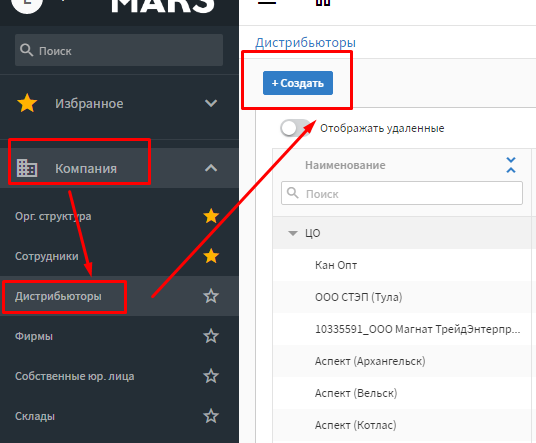 MARS
Поиск
Избранное
Компания
Орг. структура
Сотрудники
Дистрибьюторы
Фирмы
Собственные юр. лица
Склады
Дистрибьюторы
+ Создать
Отображать удаленные
Наименование
Поиск
ЦО
Кан Опт
ООО СТЭП (Тула)
10335591_ООО Магнат ТрейдЭнтерпр...
Аспект (Архангельск)
Аспект (Вельск)
Аспект (Котлас)